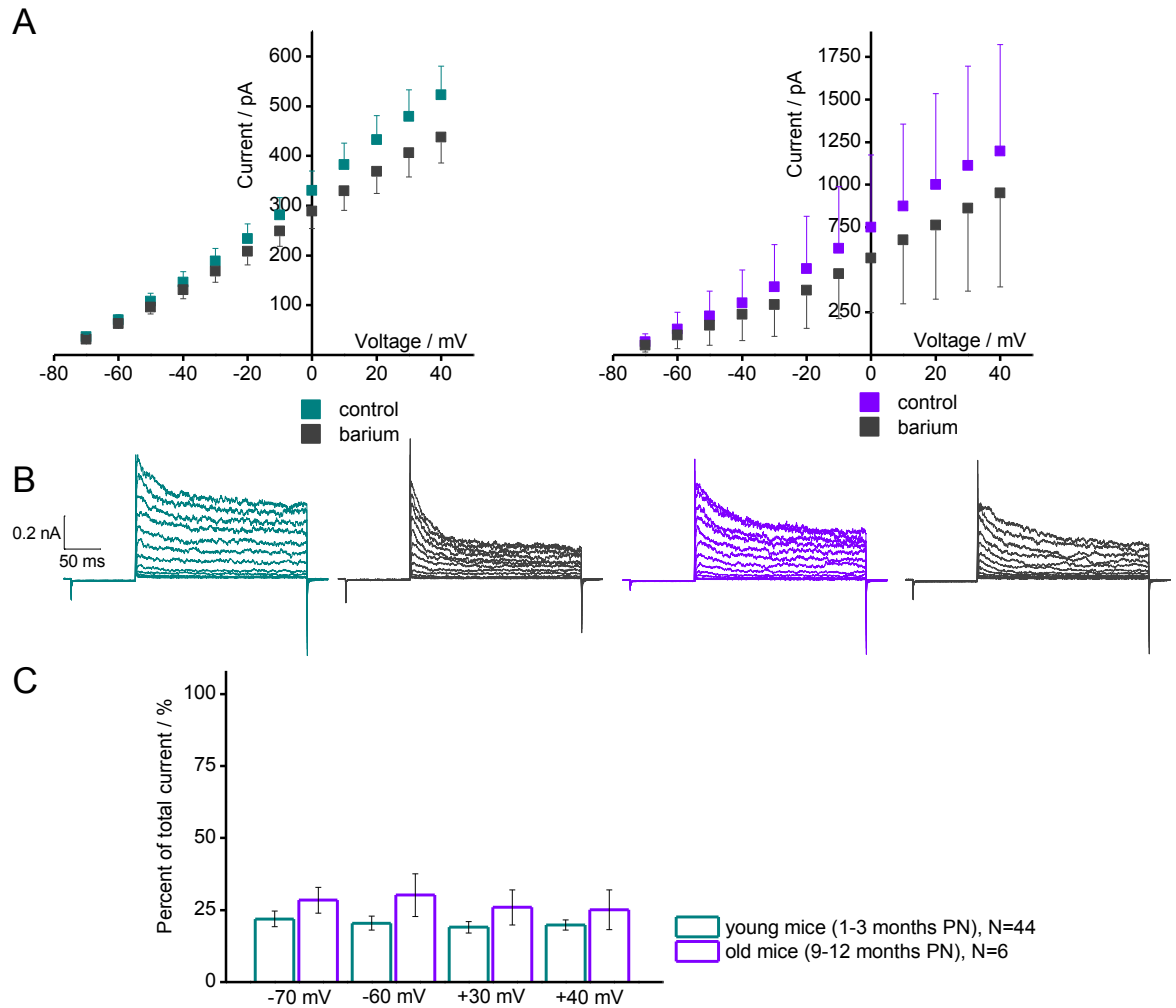 A
Current / pA
600
500
400
300
200
100
Voltage / mV
-80 -60 -40 -20 0 20 40
control
barium
Current / pA
1750
1500
1250
1000
750
250
Voltage / mV
-80 -60 -40 -20 0 20 40
control
barium
B
0.2 nA
50 ms
C
Percent of total current / %
100
75
50
25
0
-70 mV -60 mV +30 mV +40 mV
young mice (1-3 months PN), N=44
old mice (9-12 months PN), N=6